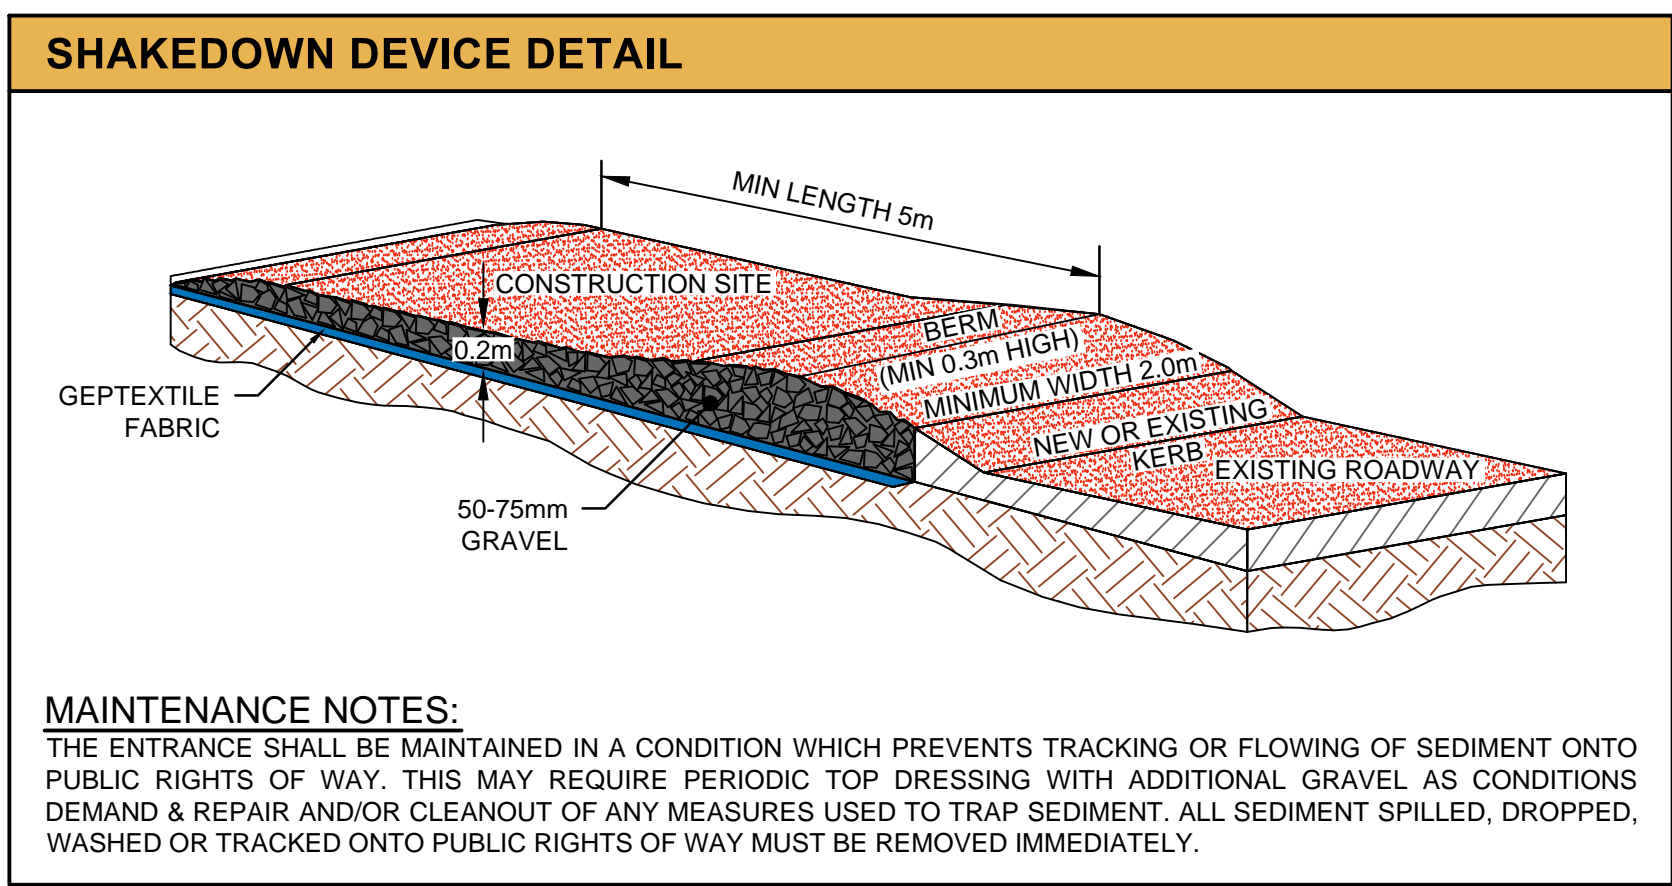 SHAKEDOWN DEVICE DETAIL
MIN LENGTH 5m
CONSTRUCTION SITE
BERM
(MIN 0.3m HIGH)
0.2m
MINIMUM WIDTH 2.0m
GEPTEXTILE
FABRIC
NEW OR EXISTING
KERB
EXISTING ROADWAY
50-75mm
GRAVEL
MAINTENANCE NOTES:
THE ENTRANCE SHALL BE MAINTAINED IN A CONDITION WHICH PREVENTS TRACKING OR FLOWING OF SEDIMENT ONTO
PUBLIC RIGHTS OF WAY. THIS MAY REQUIRE PERIODIC TOP DRESSING WITH ADDITIONAL GRAVEL AS CONDITIONS
DEMAND & REPAIR AND/OR CLEANOUT OF ANY MEASURES USED TO TRAP SEDIMENT. ALL SEDIMENT SPILLED, DROPPED,
WASHED OR TRACKED ONTO PUBLIC RIGHTS OF WAY MUST BE REMOVED IMMEDIATELY.